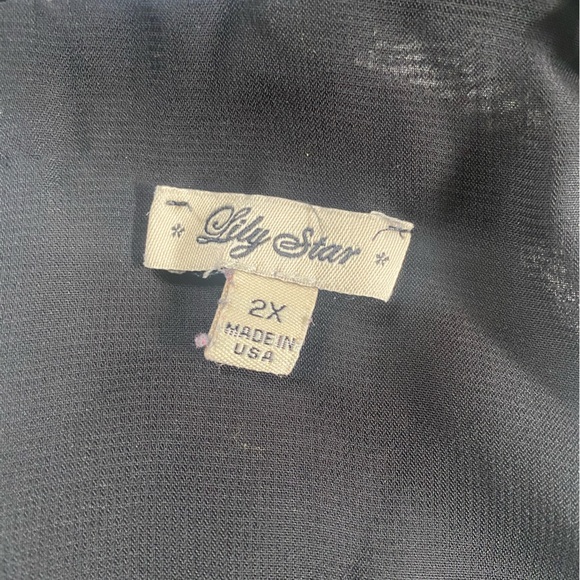 * Lily Star *
2X
MADE IN
USA